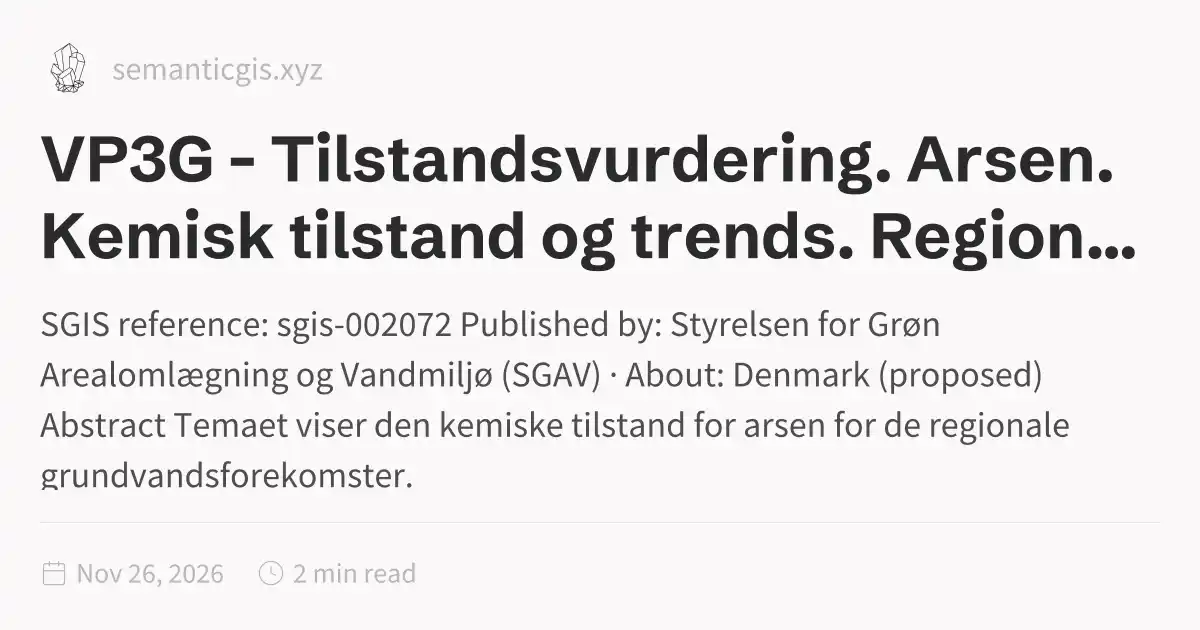 semanticgis.xyz
VP3G - Tilstandsvurdering. Arsen.
Kemisk tilstand og trends. Region...
SGIS reference: sgis-002072 Published by: Styrelsen for Grøn
Arealomlægning og Vandmiljø (SGAV) · About: Denmark (proposed)
Abstract Temaet viser den kemiske tilstand for arsen for de regionale
grundvandsforekomster.
Nov 26, 2026
2 min read